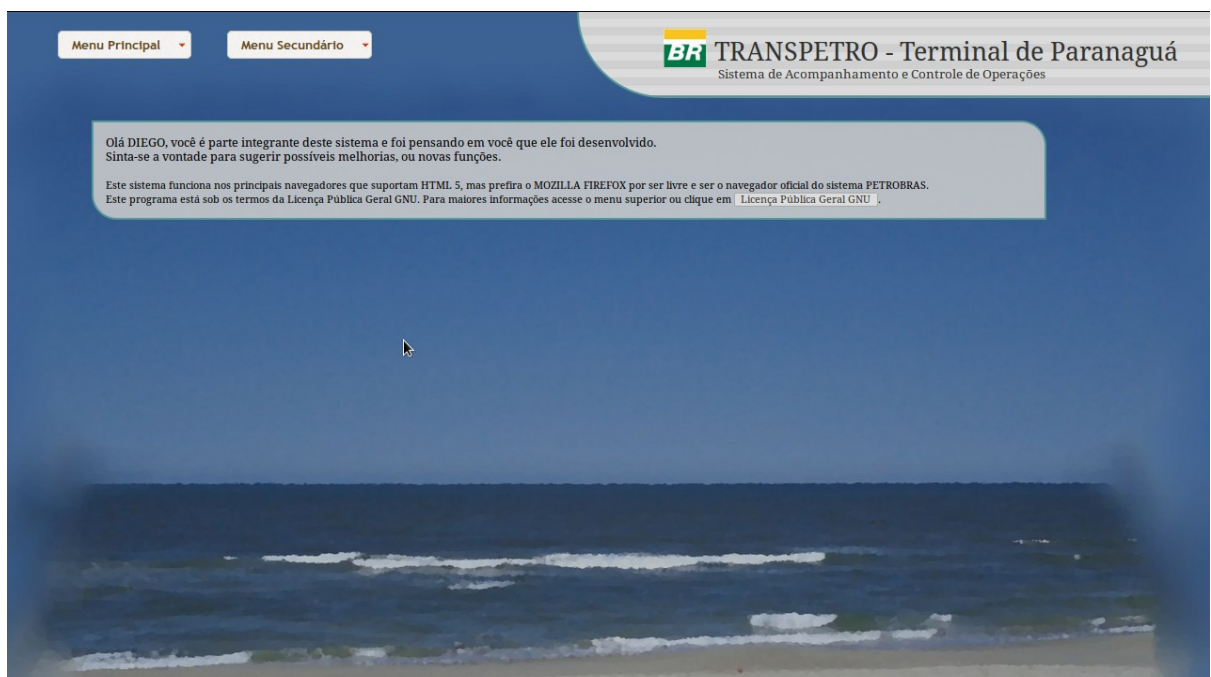 Menu Principal
Menu Secundário
BR
TRANSPETRO - Terminal de Paranaguá
Sistema de Acompanhamento e Controle de Operações
Olá DIEGO, você é parte integrante deste sistema e foi pensando em você que ele foi desenvolvido.
Sinta-se a vontade para sugerir possíveis melhorias, ou novas funções.
Este sistema funciona nos principais navegadores que suportam HTML 5, mas prefira o MOZILLA FIREFOX por ser livre e ser o navegador oficial do sistema PETROBRAS.
Este programa está sob os termos da Licença Pública Geral GNU. Para maiores informações acesse o menu superior ou clique em Licença Pública Geral GNU .